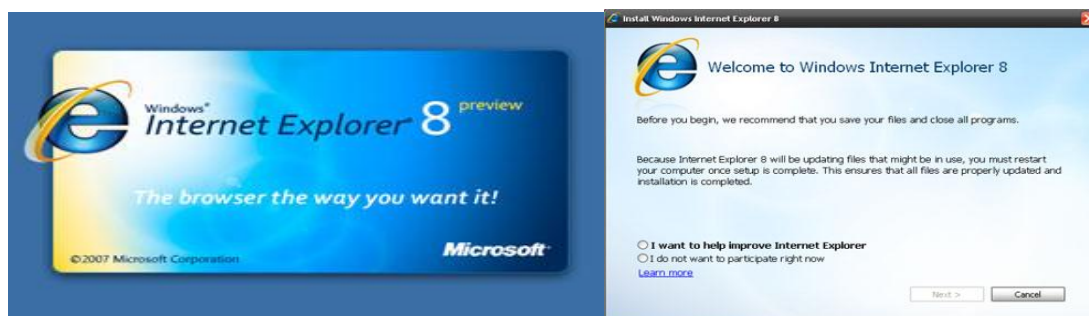 Windows®
Internet Explorer® 8 preview
The browser the way you want it!
©2007 Microsoft Corporation
Microsoft®
Install Windows Internet Explorer 8
Welcome to Windows Internet Explorer 8
Before you begin, we recommend that you save your files and close all programs.
Because Internet Explorer 8 will be updating files that might be in use, you must restart
your computer once setup is complete. This ensures that all files are properly updated and
installation is completed.
I want to help improve Internet Explorer
I do not want to participate right now
Learn more
Next >
Cancel